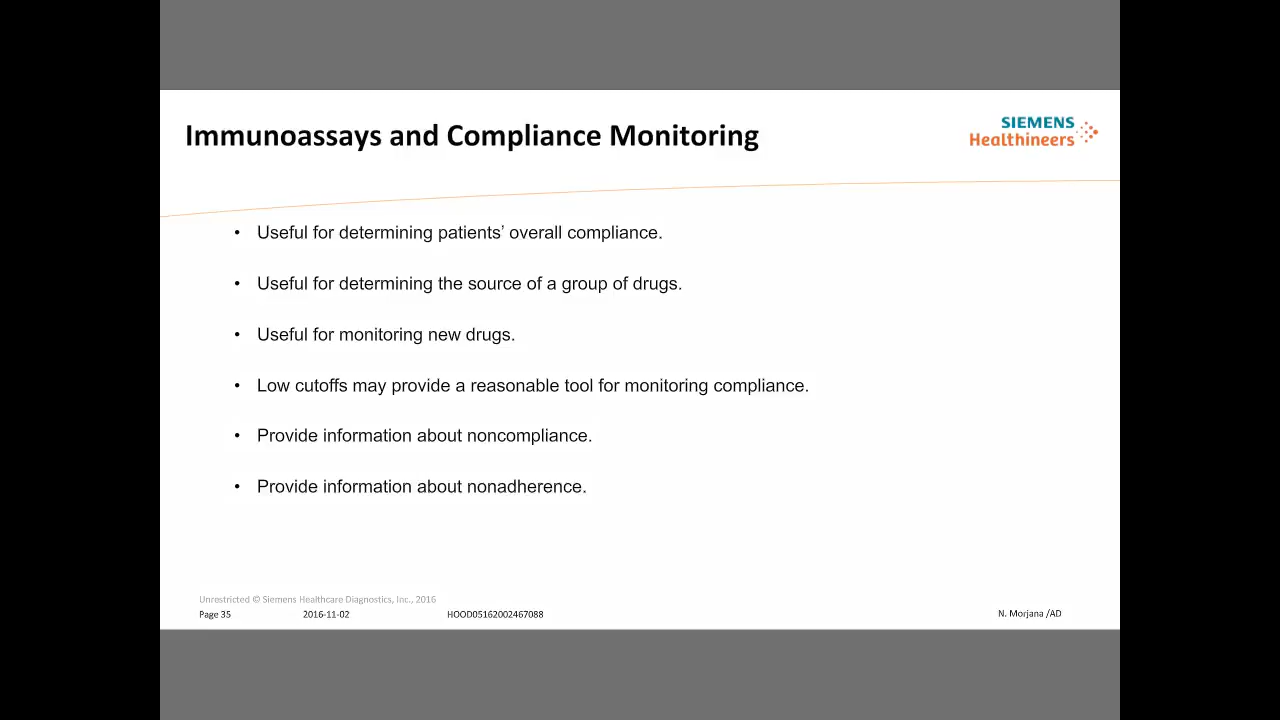 Immunoassays and Compliance Monitoring
SIEMENS
Healthineers
• Useful for determining patients’ overall compliance.
• Useful for determining the source of a group of drugs.
• Useful for monitoring new drugs.
• Low cutoffs may provide a reasonable tool for monitoring compliance.
• Provide information about noncompliance.
• Provide information about nonadherence.
Unrestricted © Siemens Healthcare Diagnostics, Inc., 2016
Page 35 2016-11-02 HOOD05162002467088 N. Morjana /AD